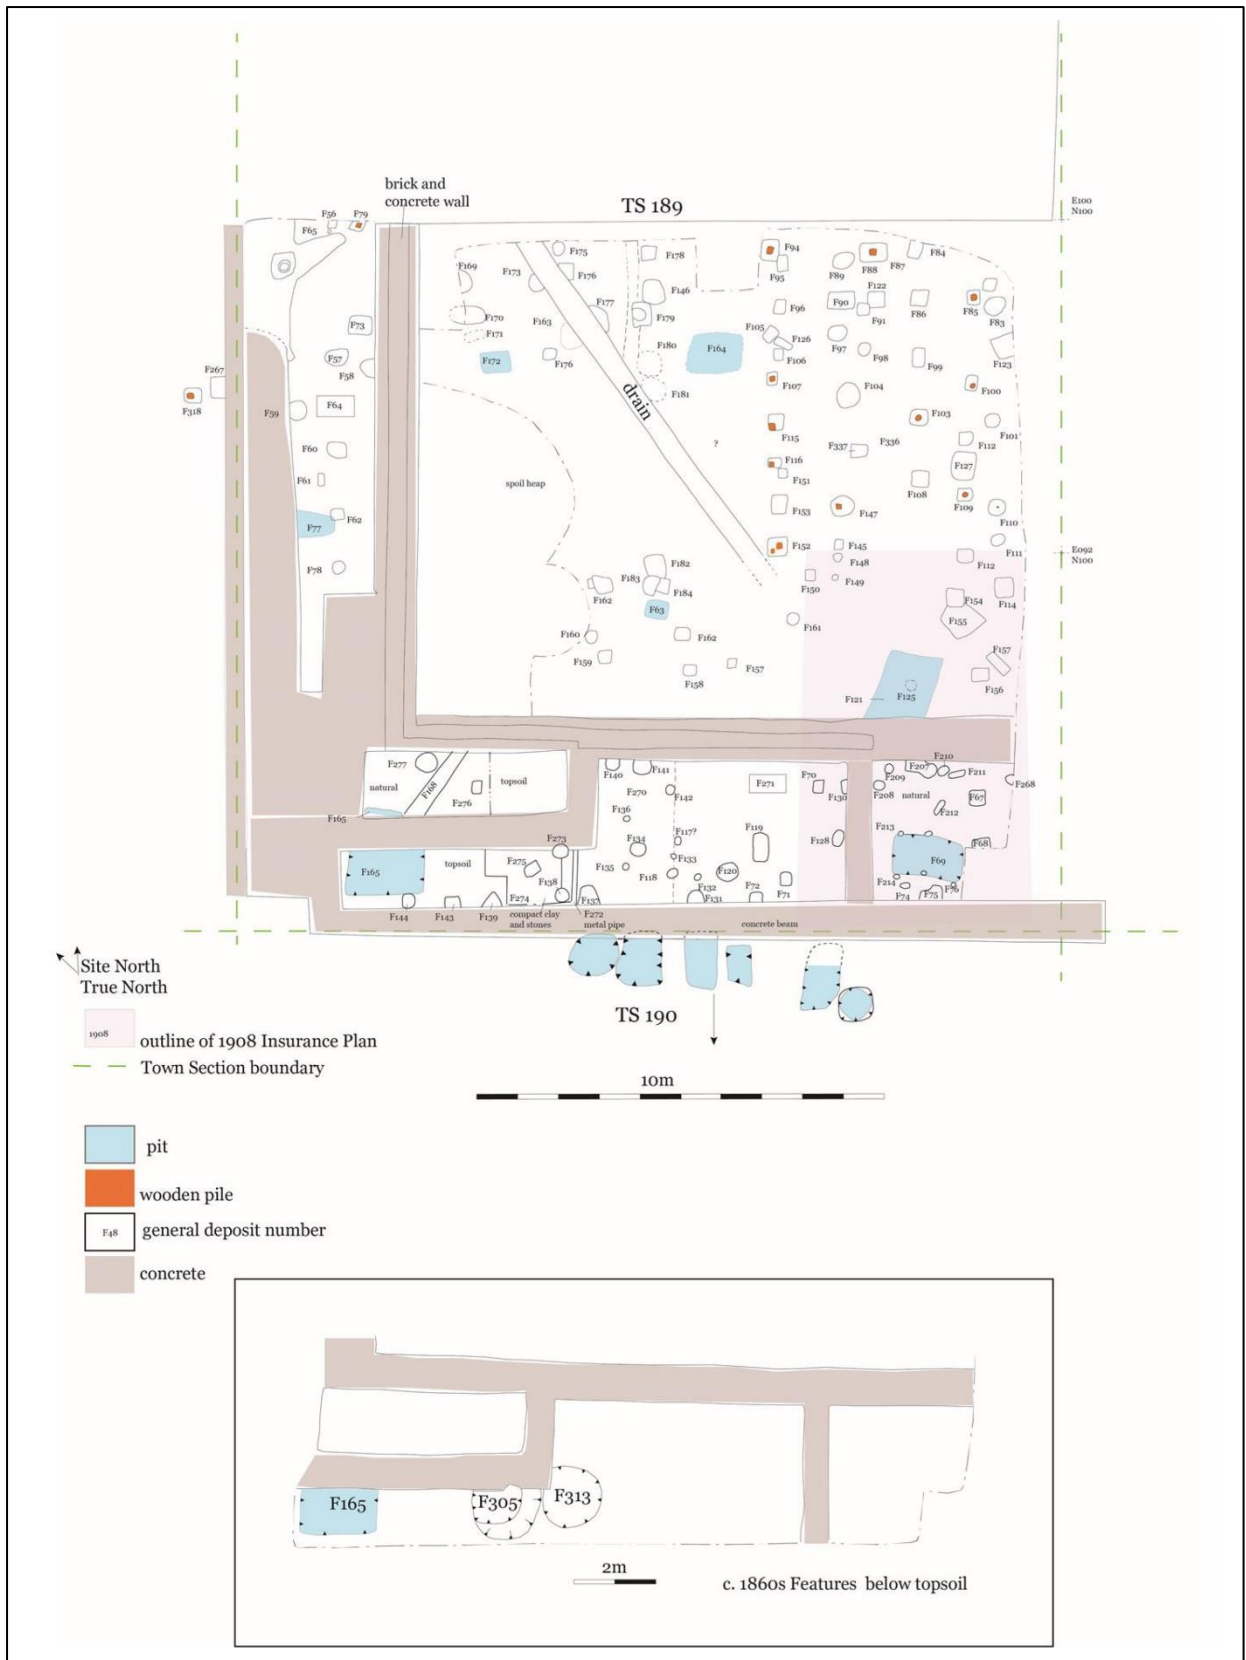 brick and
concrete wall
TS 189
E100
N100
F56
F79
F65
F175
F178
F94
F84
F169
F173
F176
F95
F89
F88
F87
F146
F122
F177
F90
F86
F85
F83
F170
F163
F179
F96
F91
F73
F171
F105
F126
F97
F98
F123
F57
F180
F164
F106
F99
F172
F176
F58
F267
F107
F100
F318
F181
F104
F59
F64
drain
F103
F101
F115
F112
F60
?
F337
F336
F116
F127
F61
F151
F108
spoil heap
F109
F153
F147
F110
F62
F77
F152
F145
F111
E092
N100
F148
F112
F78
F182
F183
F150
F149
F162
F184
F154
F114
F63
F155
F160
F162
F161
F159
F157
F157
F158
F156
F121
F125
F210
F277
F140
F141
F207
F211
F209
natural
F168
topsoil
F70
F268
F270
F142
F271
F130
F208
natural
F276
F67
F136
F212
F165
F273
F117?
F119
F128
F213
F134
F68
F165
topsoil
F275
F133
F69
F135
F118
F120
F138
F132
F72
F71
F214
F76
F274
F137
F131
F74
F75
F144
F143
F139
compact clay
and stones
F272
metal pipe
concrete beam
Site North
True North
TS 190
1908
outline of 1908 Insurance Plan
Town Section boundary
10m
pit
wooden pile
F48
general deposit number
concrete
F165
F305
F313
2m
c. 1860s Features below topsoil